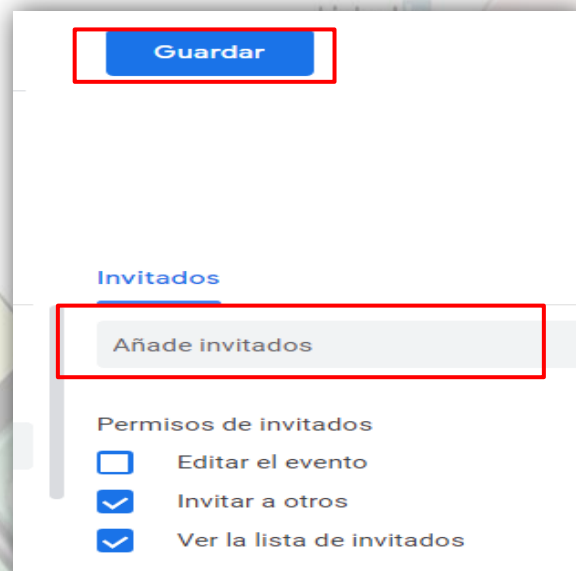 Guardar
Invitados
Añade invitados
Permisos de invitados
Editar el evento
Invitar a otros
Ver la lista de invitados